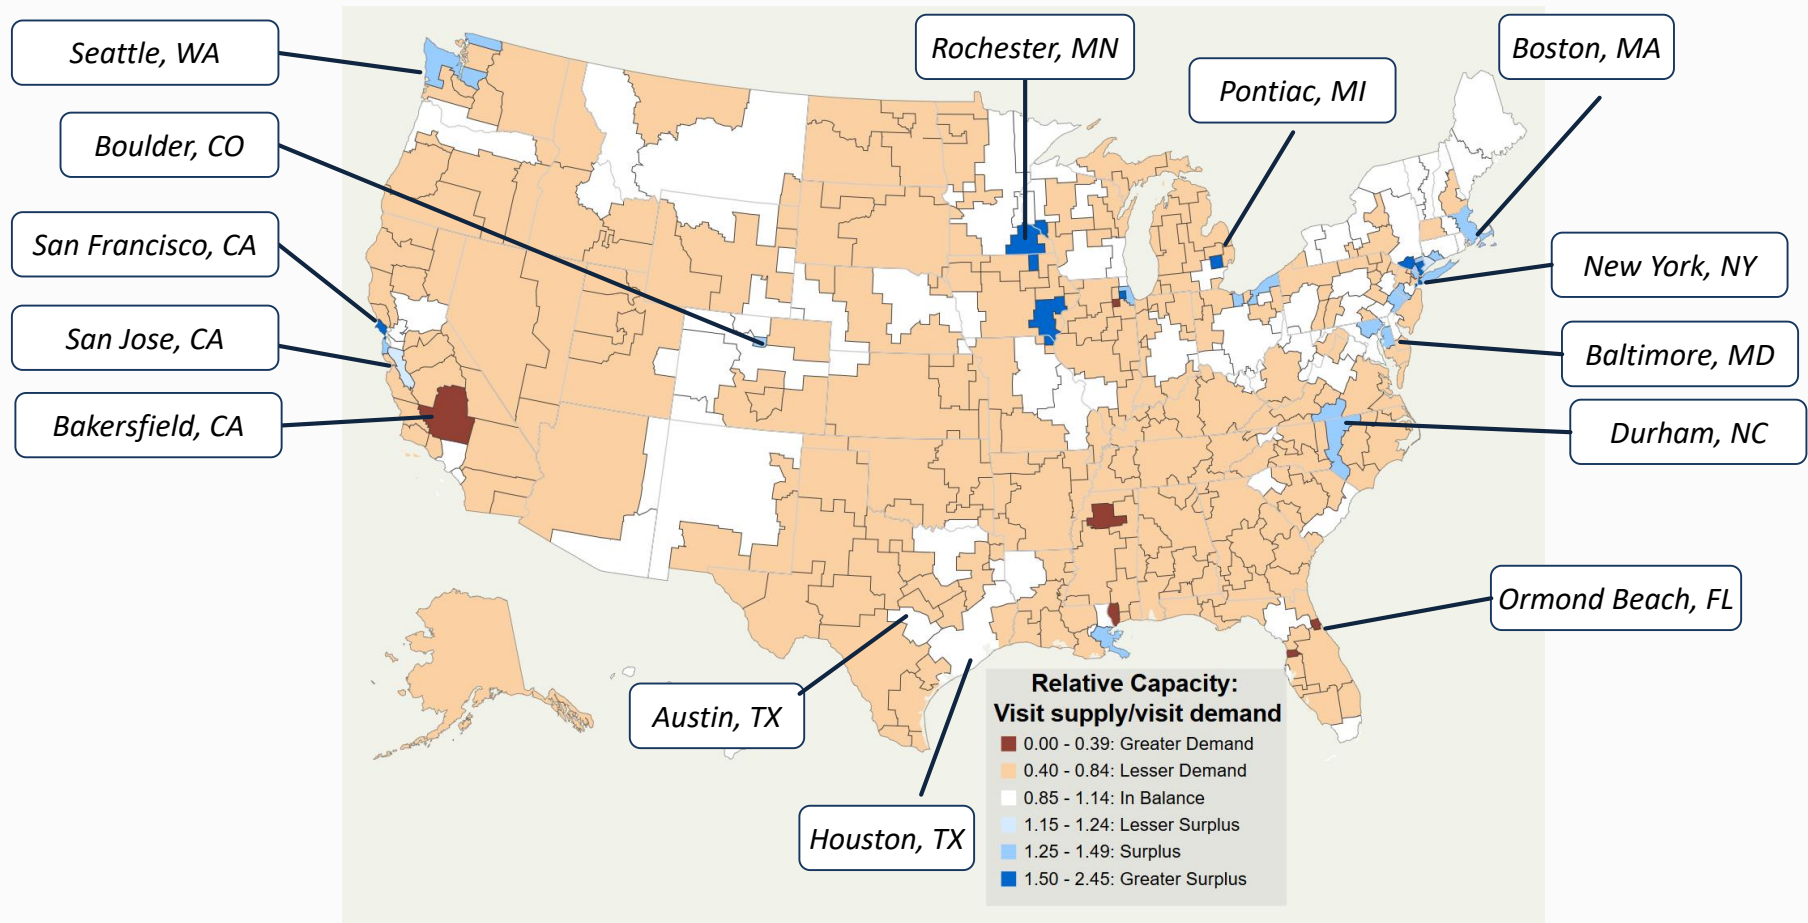 Seattle, WA
Boulder, CO
San Francisco, CA
San Jose, CA
Bakersfield, CA
Rochester, MN
Pontiac, MI
Boston, MA
New York, NY
Baltimore, MD
Durham, NC
Ormond Beach, FL
Austin, TX
Houston, TX
Relative Capacity:
Visit supply/visit demand
0.00 - 0.39: Greater Demand
0.40 - 0.84: Lesser Demand
0.85 - 1.14: In Balance
1.15 - 1.24: Lesser Surplus
1.25 - 1.49: Surplus
1.50 - 2.45: Greater Surplus